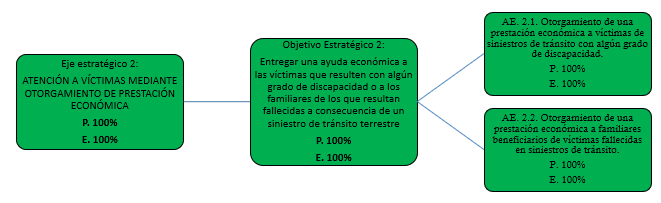 Eje estratégico 2:
ATENCIÓN A VÍCTIMAS MEDIANTE
OTORGAMIENTO DE PRESTACIÓN
ECONÓMICA
P. 100%
E. 100%
Objetivo Estratégico 2:
Entregar una ayuda económica a
las víctimas que resulten con algún
grado de discapacidad o a los
familiares de los que resultan
fallecidas a consecuencia de un
siniestro de tránsito terrestre
P. 100%
E. 100%
AE. 2.1. Otorgamiento de una
prestación económica a víctimas de
siniestros de tránsito con algún grado
de discapacidad.
P. 100%
E. 100%
AE. 2.2. Otorgamiento de una
prestación económica a familiares
beneficiarios de víctimas fallecidas
en siniestros de tránsito.
P. 100%
E. 100%